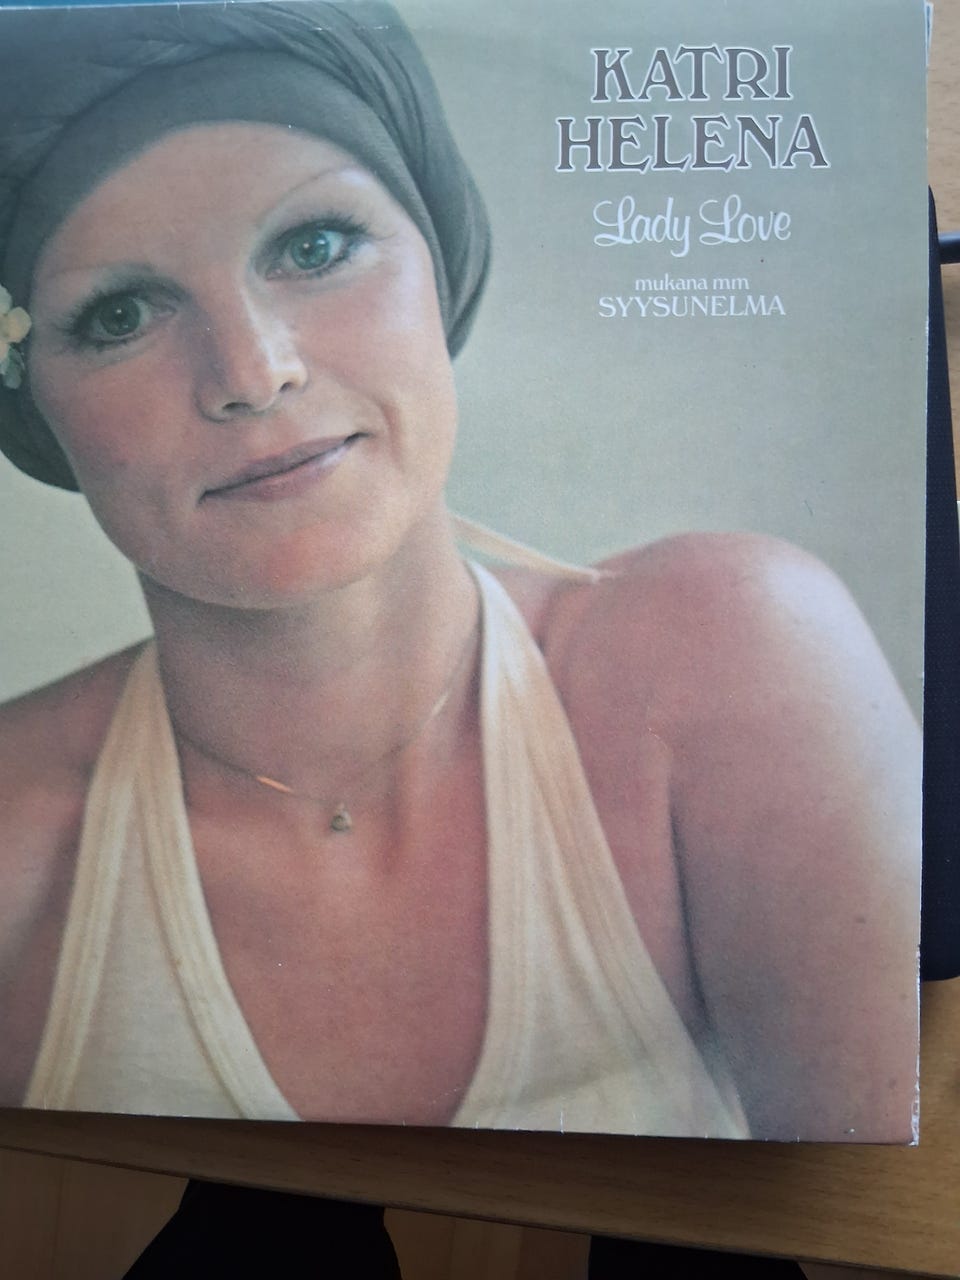 KATRI
HELENA
Lady Love
mukana mm
SYYSUNELMA